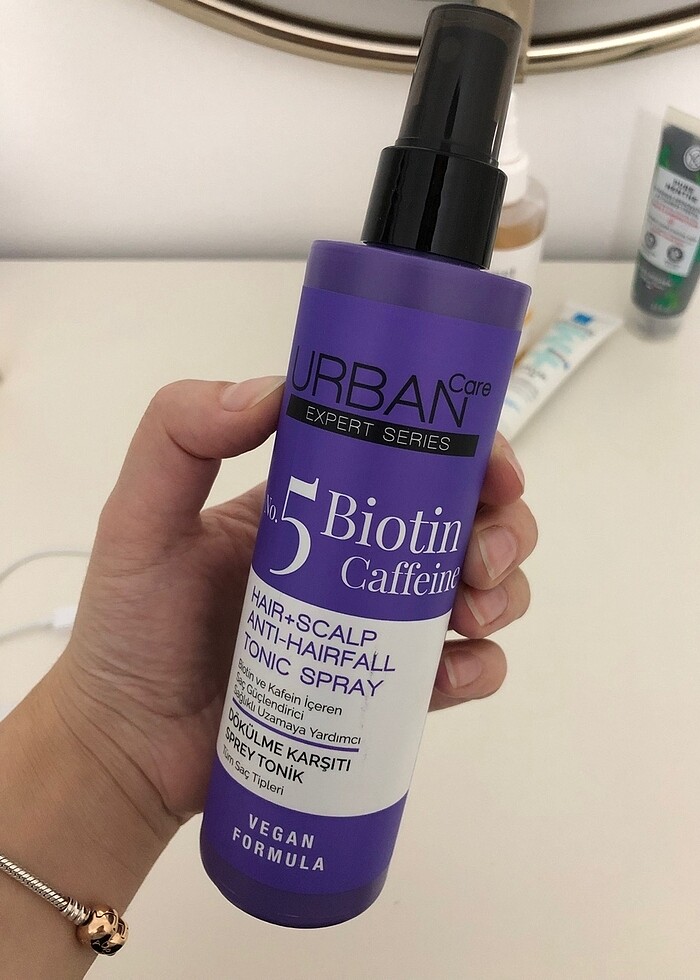 URBAN Care
EXPERT SERIES
No. 5 Biotin
Caffeine
HAIR+SCALP
ANTI-HAIRFALL
TONIC SPRAY
Biotin ve Kafein İçeren
Saç Güçlendirici
Sağlıklı Uzamaya Yardımcı
DÖKÜLME KARŞITI
SPREY TONİK
Tüm Saç Tipleri
VEGAN
FORMULA